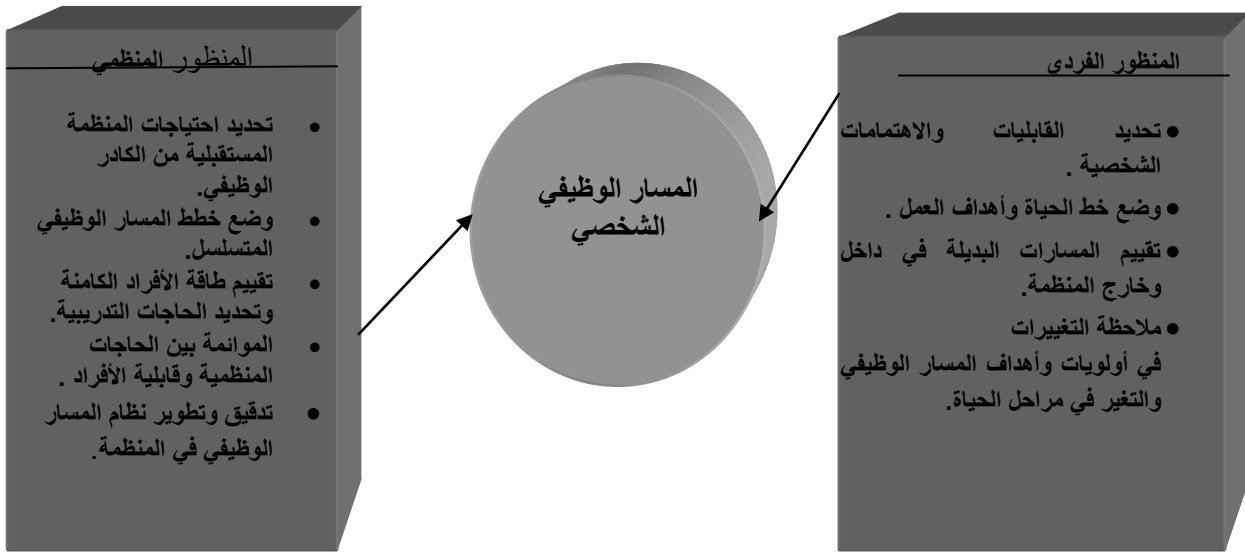 المنظور الفردي
● تحديد القابليات والاهتمامات
الشخصية .
● وضع خط الحياة وأهداف العمل .
● تقييم المسارات البديلة في داخل
وخارج المنظمة.
● ملاحظة التغييرات
في أولويات وأهداف المسار الوظيفي
والتغير في مراحل الحياة.
المسار الوظيفي
الشخصي
المنظور المنظمي
● تحديد احتياجات المنظمة
المستقبلية من الكادر
الوظيفي.
● وضع خطط المسار الوظيفي
المتسلسل.
● تقييم طاقة الأفراد الكامنة
وتحديد الحاجات التدريبية.
● الموائمة بين الحاجات
المنظمية وقابلية الأفراد .
● تدقيق وتطوير نظام المسار
الوظيفي في المنظمة.